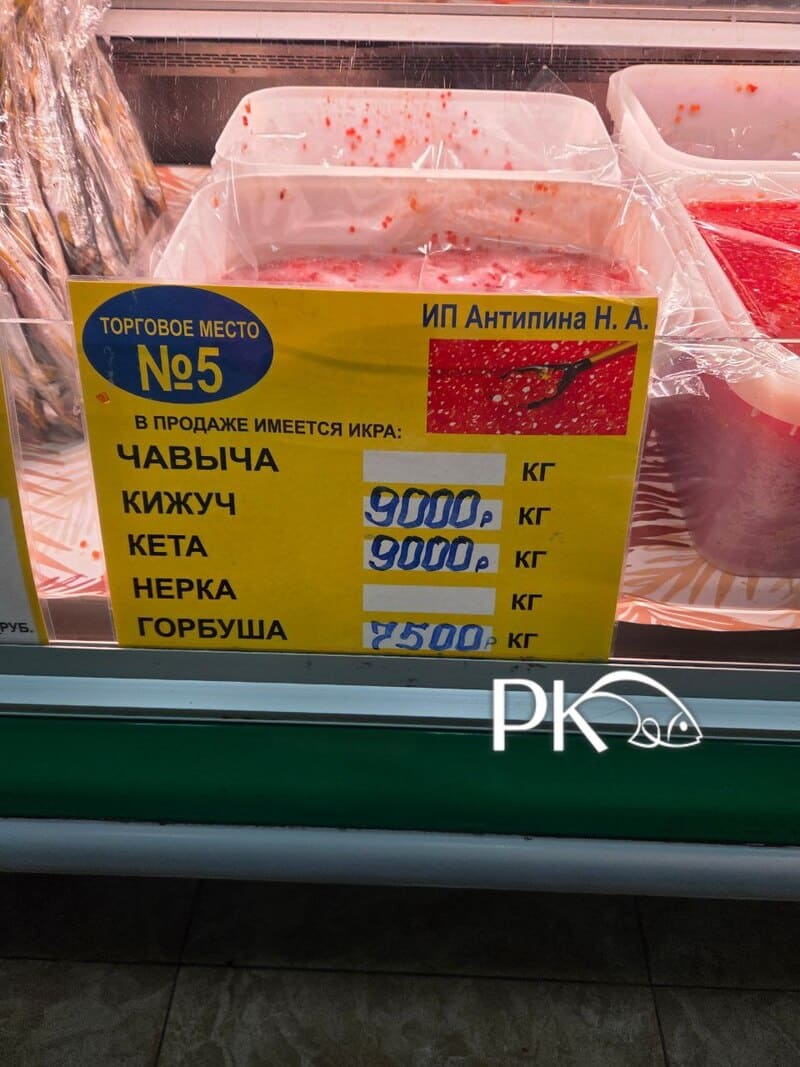 ТОРГОВОЕ МЕСТО
№5
ИП Антипина Н. А.
В ПРОДАЖЕ ИМЕЕТСЯ ИКРА:
ЧАВЫЧА КГ
КИЖУЧ 9000р КГ
КЕТА 9000р КГ
НЕРКА КГ
ГОРБУША 7500р КГ
РУБ.
РК